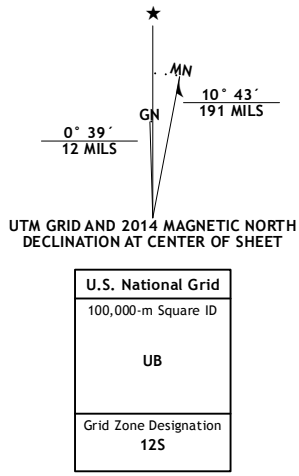 ★
MN
GN
10° 43´
191 MILS
0° 39´
12 MILS
UTM GRID AND 2014 MAGNETIC NORTH
DECLINATION AT CENTER OF SHEET
U.S. National Grid
100,000-m Square ID
UB
Grid Zone Designation
12S